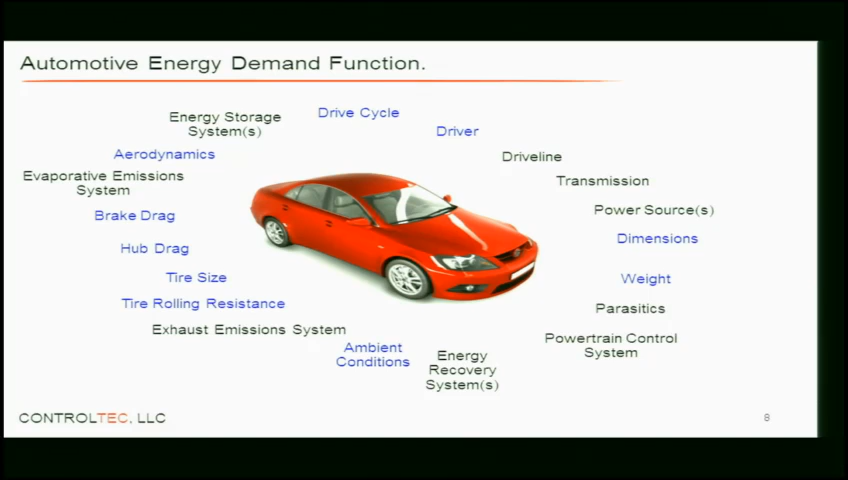 Automotive Energy Demand Function.
Drive Cycle
Energy Storage
System(s)
Driver
Aerodynamics
Driveline
Evaporative Emissions
System
Transmission
Brake Drag
Power Source(s)
Dimensions
Hub Drag
Tire Size
Weight
Tire Rolling Resistance
Parasitics
Exhaust Emissions System
Powertrain Control
System
Ambient
Conditions
Energy
Recovery
System(s)
CONTROLTEC, LLC
8